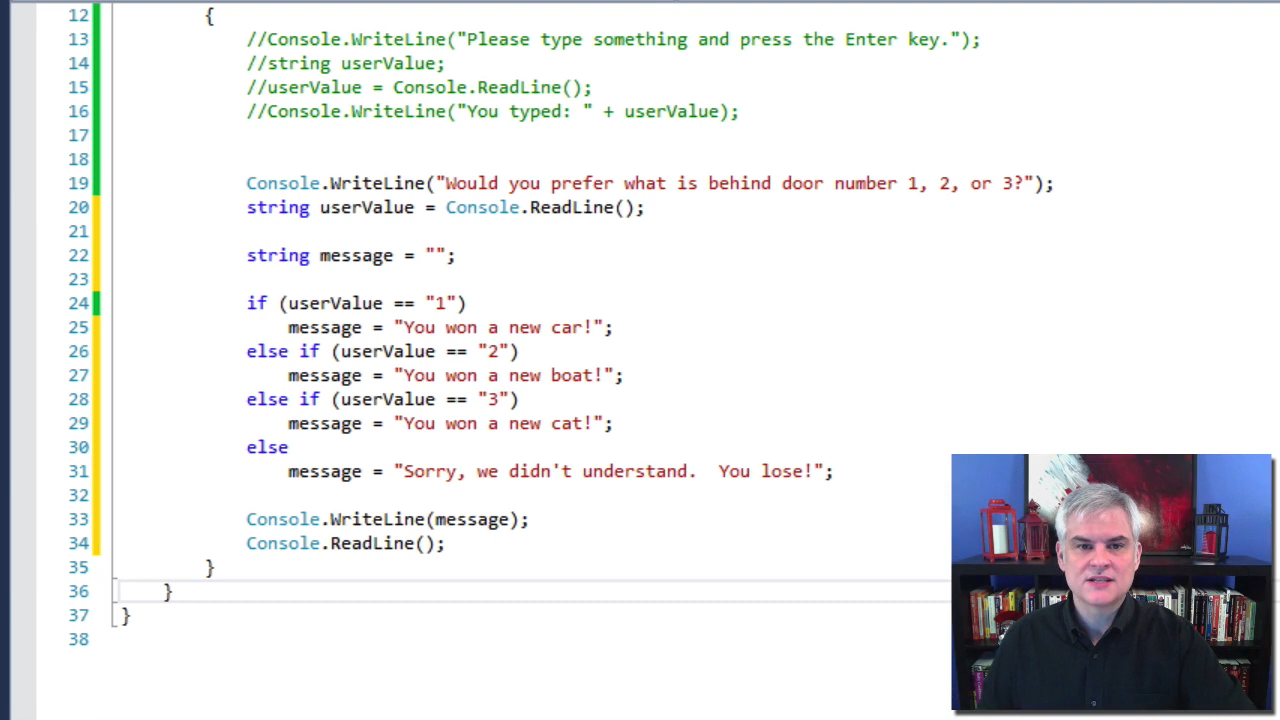 12 {
13 //Console.WriteLine("Please type something and press the Enter key.");
14 //string userValue;
15 //userValue = Console.ReadLine();
16 //Console.WriteLine("You typed: " + userValue);
17
18
19 Console.WriteLine("Would you prefer what is behind door number 1, 2, or 3?");
20 string userValue = Console.ReadLine();
21
22 string message = "";
23
24 if (userValue == "1")
25 message = "You won a new car!";
26 else if (userValue == "2")
27 message = "You won a new boat!";
28 else if (userValue == "3")
29 message = "You won a new cat!";
30 else
31 message = "Sorry, we didn't understand.  You lose!";
32
33 Console.WriteLine(message);
34 Console.ReadLine();
35 }
36 }
37 }
38